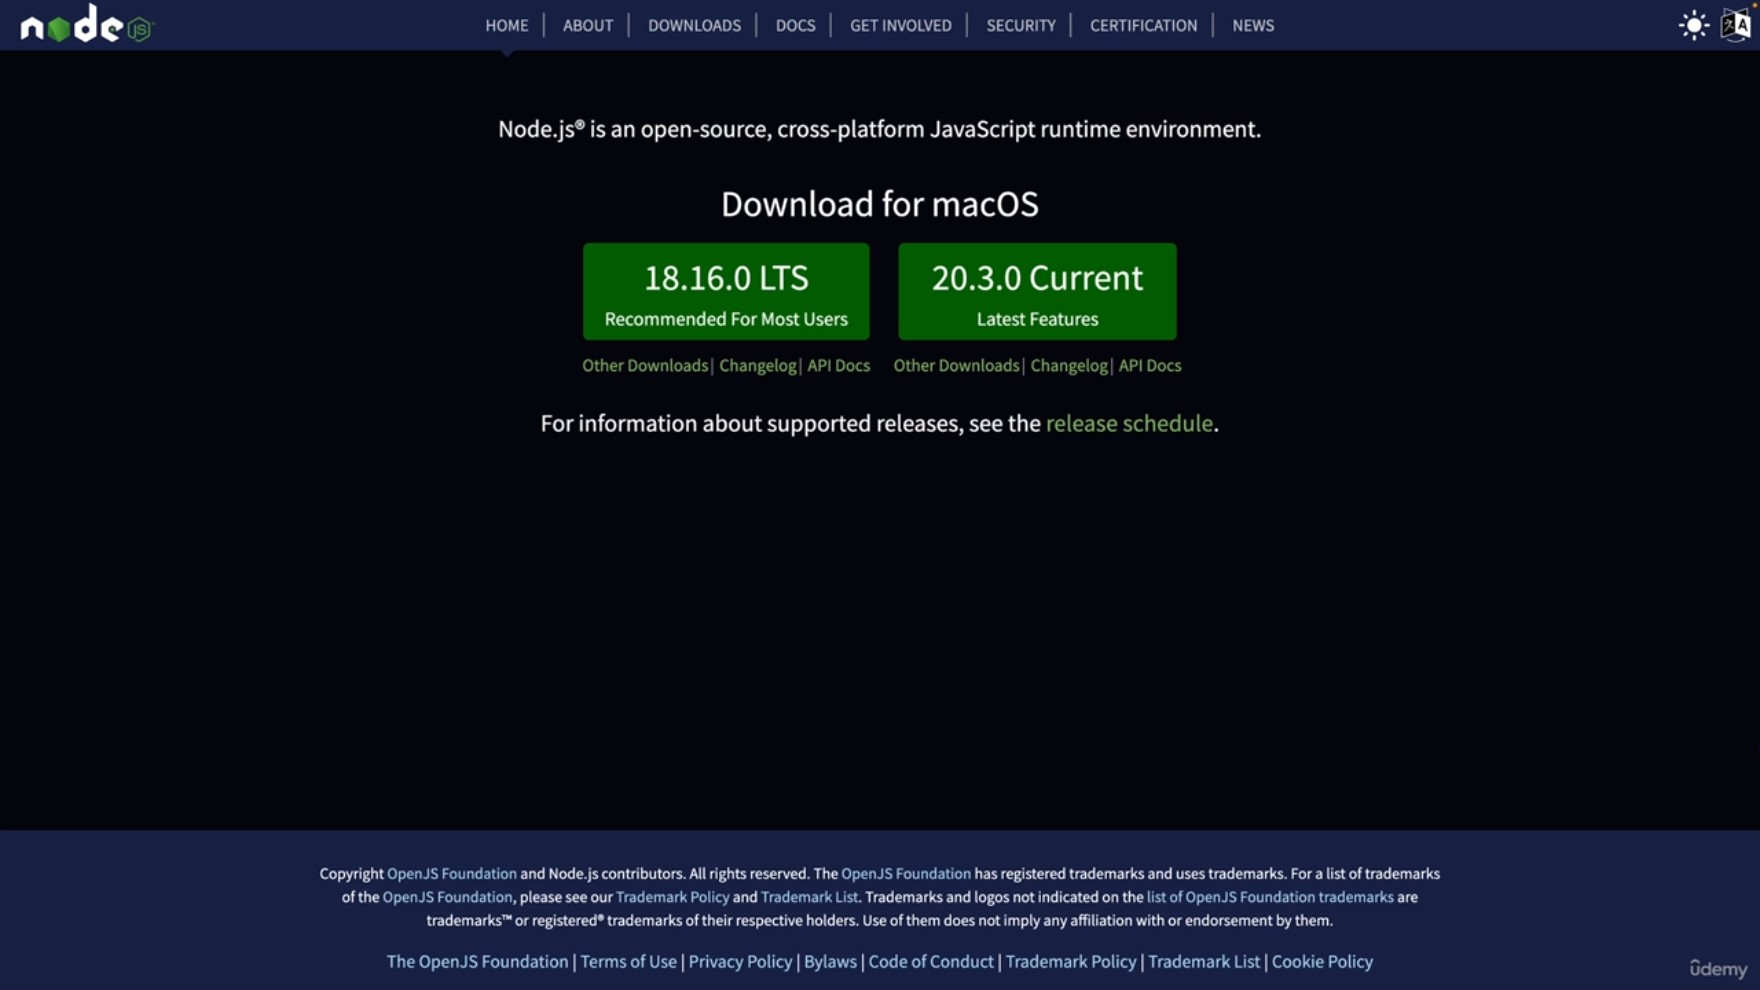 node JS
HOME | ABOUT | DOWNLOADS | DOCS | GET INVOLVED | SECURITY | CERTIFICATION | NEWS
Node.js® is an open-source, cross-platform JavaScript runtime environment.
Download for macOS
18.16.0 LTS
Recommended For Most Users
20.3.0 Current
Latest Features
Other Downloads| Changelog| API Docs
Other Downloads| Changelog| API Docs
For information about supported releases, see the release schedule.
Copyright OpenJS Foundation and Node.js contributors. All rights reserved. The OpenJS Foundation has registered trademarks and uses trademarks. For a list of trademarks
of the OpenJS Foundation, please see our Trademark Policy and Trademark List. Trademarks and logos not indicated on the list of OpenJS Foundation trademarks are
trademarks™ or registered® trademarks of their respective holders. Use of them does not imply any affiliation with or endorsement by them.
The OpenJS Foundation | Terms of Use | Privacy Policy | Bylaws | Code of Conduct | Trademark Policy | Trademark List | Cookie Policy
ûdemy